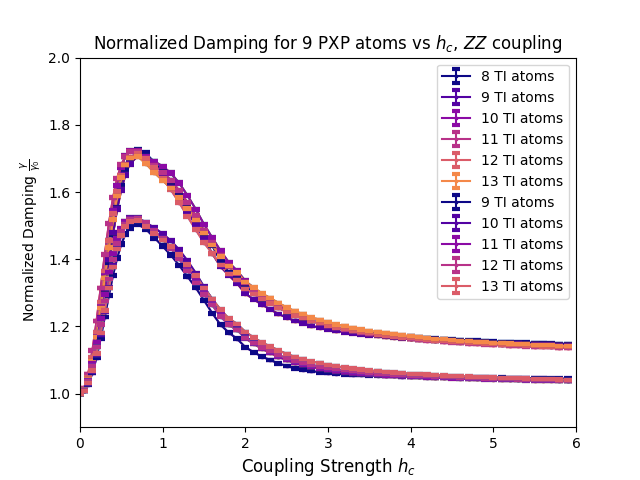 Normalized Damping for 9 PXP atoms vs h_c, ZZ coupling
2.0
1.8
1.6
1.4
1.2
1.0
Normalized Damping γ/γ₀
0 1 2 3 4 5 6
Coupling Strength h_c
8 TI atoms
9 TI atoms
10 TI atoms
11 TI atoms
12 TI atoms
13 TI atoms
9 TI atoms
10 TI atoms
11 TI atoms
12 TI atoms
13 TI atoms